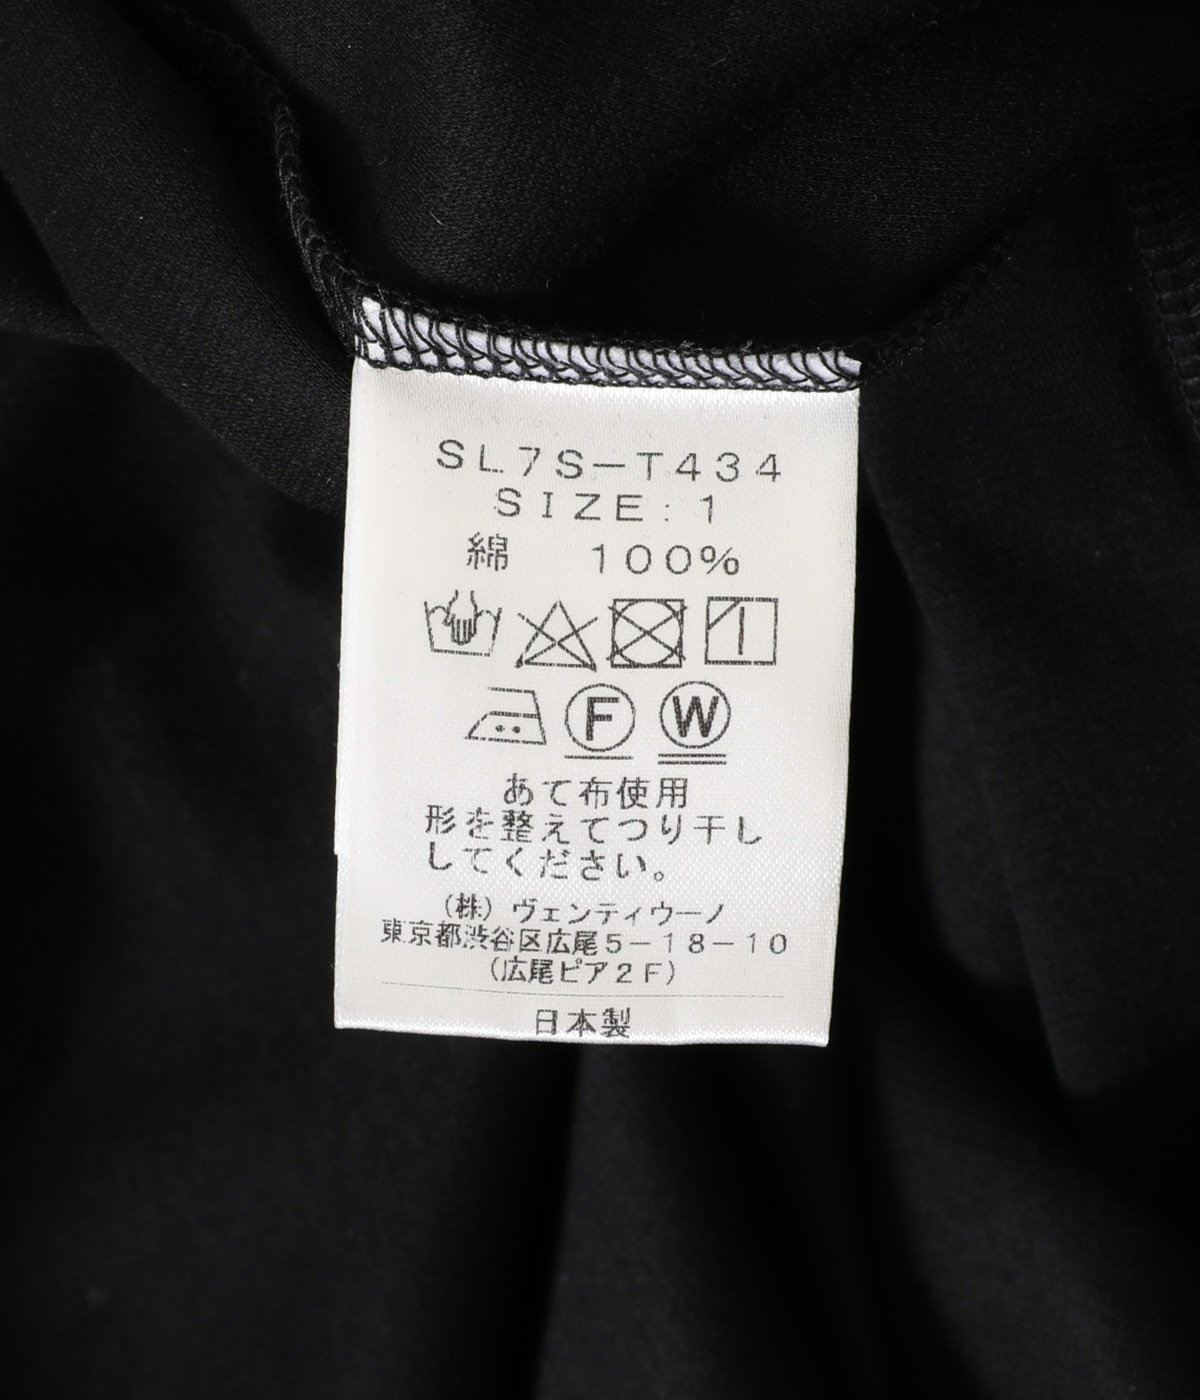 SL7S−T434
SIZE:1
綿 100%
F W
あて布使用
形を整えてつり干し
してください。
(株)ヴェンティウーノ
東京都渋谷区広尾5−18−10
(広尾ピア2F)
日本製